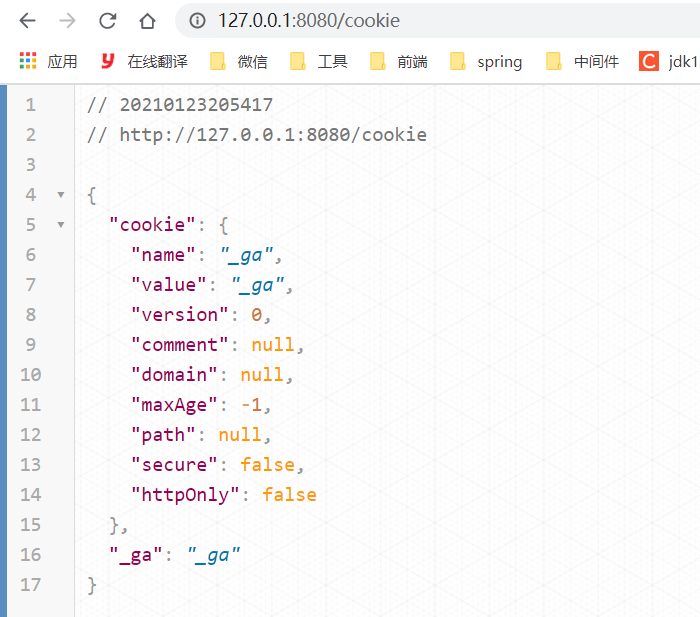 127.0.0.1:8080/cookie
应用 在线翻译 微信 工具 前端 spring 中间件 C jdk1
1 // 20210123205417
2 // http://127.0.0.1:8080/cookie
3
4 {
5 "cookie": {
6 "name": "_ga",
7 "value": "_ga",
8 "version": 0,
9 "comment": null,
10 "domain": null,
11 "maxAge": -1,
12 "path": null,
13 "secure": false,
14 "httpOnly": false
15 },
16 "_ga": "_ga"
17 }